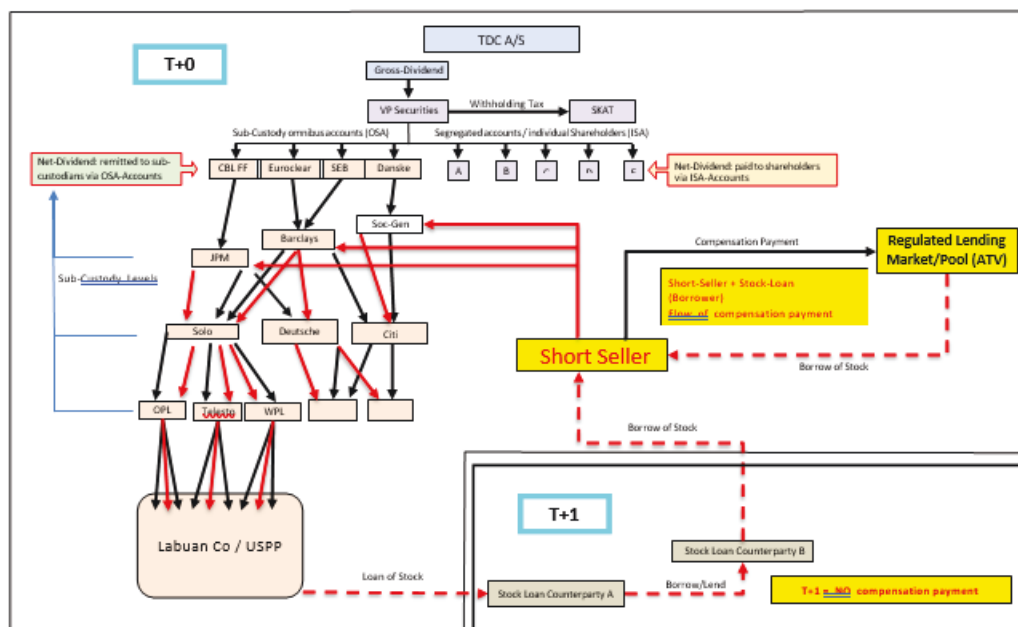 TDC A/S
T+0
Gross-Dividend
VP Securities
Withholding Tax
SKAT
Sub-Custody omnibus accounts (OSA)
Segregated accounts / individual Shareholders (ISA)
Net-Dividend: remitted to sub-
custodians via OSA-Accounts
CBL FF
Euroclear
SEB
Danske
A
B
C
D
Net-Dividend: paid to shareholders
via ISA-Accounts
Soc-Gen
Barclays
JPM
Compensation Payment
Regulated Lending
Market/Pool (ATV)
Sub-Custody Levels
Short-Seller + Stock-Loan
(Borrower)
Flow of compensation payment
Solo
Deutsche
Citi
Short Seller
Borrow of Stock
OPL
Telesto
WPL
Borrow of Stock
T+1
Labuan Co / USPP
Stock Loan Counterparty B
Loan of Stock
Borrow/Lend
Stock Loan Counterparty A
T=1 = NO compensation payment